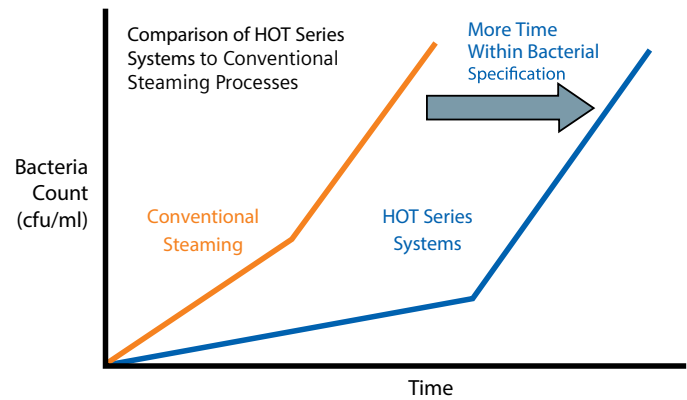 Comparison of HOT Series
Systems to Conventional
Steaming Processes
More Time
Within Bacterial
Specification
Bacteria
Count
(cfu/ml)
Conventional
Steaming
HOT Series
Systems
Time